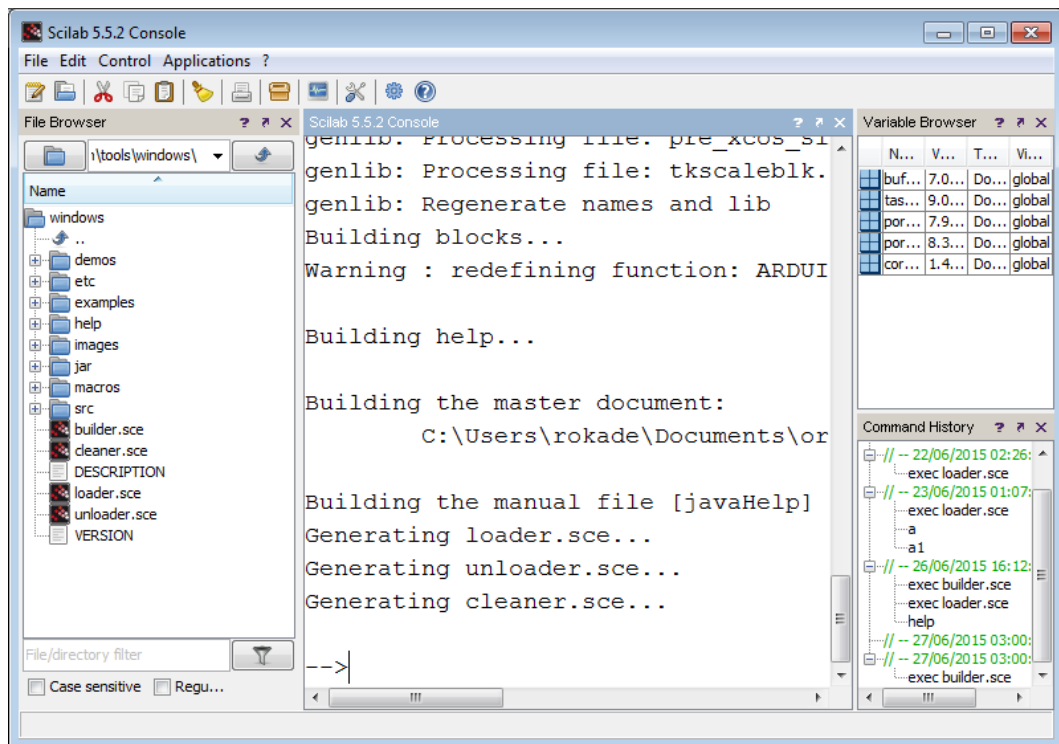 Scilab 5.5.2 Console
File Edit Control Applications ?
File Browser
ı\tools\windows\
Name
windows
..
demos
etc
examples
help
images
jar
macros
src
builder.sce
cleaner.sce
DESCRIPTION
loader.sce
unloader.sce
VERSION
File/directory filter
Case sensitive Regu...
Scilab 5.5.2 Console
genlib: Processing file: pre_xcos_si
genlib: Processing file: tkscaleblk.
genlib: Regenerate names and lib
Building blocks...
Warning : redefining function: ARDUI
Building help...
Building the master document:
C:\Users\rokade\Documents\or
Building the manual file [javaHelp]
Generating loader.sce...
Generating unloader.sce...
Generating cleaner.sce...
-->
Variable Browser
N... V... T... Vi...
buf... 7.0... Do... global
tas... 9.0... Do... global
por... 7.9... Do... global
por... 8.3... Do... global
cor... 1.4... Do... global
Command History
// -- 22/06/2015 02:26:
exec loader.sce
// -- 23/06/2015 01:07:
exec loader.sce
a
a1
// -- 26/06/2015 16:12:
exec builder.sce
exec loader.sce
help
// -- 27/06/2015 03:00:
// -- 27/06/2015 03:00:
exec builder.sce